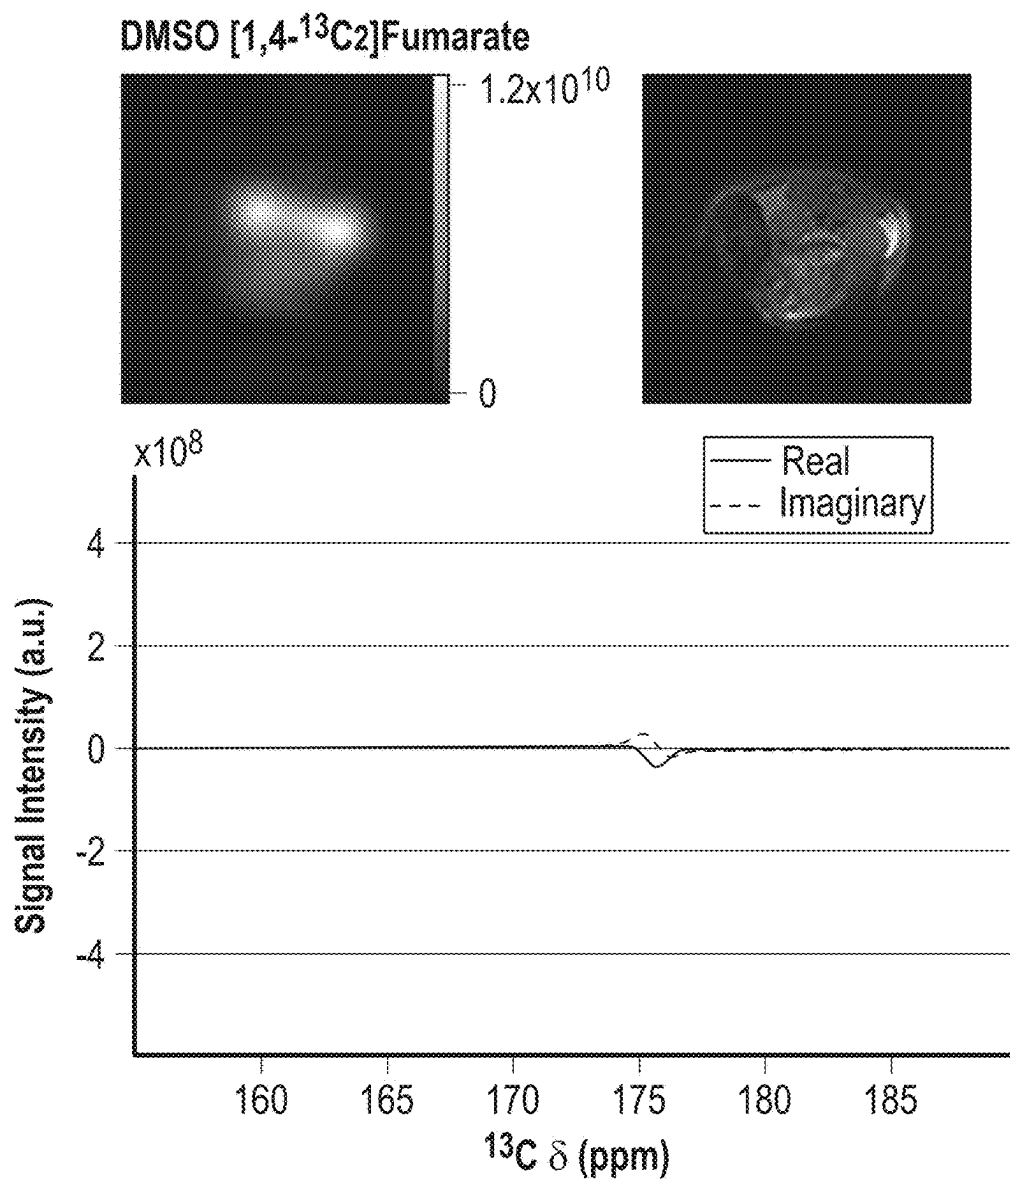 DMSO [1,4-¹³C2]Fumarate
1.2x10¹⁰
0
x10⁸
Real
Imaginary
4
2
0
-2
-4
Signal Intensity (a.u.)
160 165 170 175 180 185
¹³C δ (ppm)